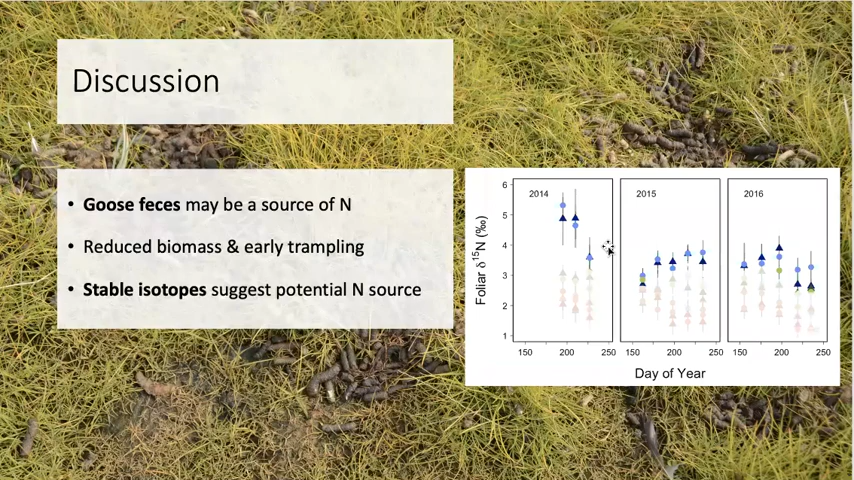 Discussion
• Goose feces may be a source of N
• Reduced biomass & early trampling
• Stable isotopes suggest potential N source
Foliar δ¹⁵N (‰)
6
5
4
3
2
1
2014
2015
2016
150 200 250 150 200 250 150 200 250
Day of Year